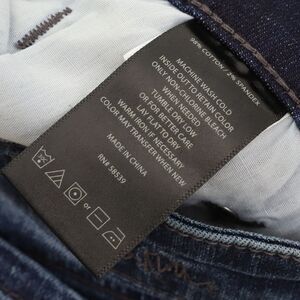 98% COTTON • 2% SPANDEX
MACHINE WASH COLD
INSIDE OUT TO RETAIN COLOR
ONLY NON-CHLORINE BLEACH
WHEN NEEDED
TUMBLE DRY LOW
OR FOR BETTER CARE
LAY FLAT TO DRY
WARM IRON IF NECESSARY
COLOR MAY TRANSFER WHEN NEW
MADE IN CHINA
or
RN# 58539